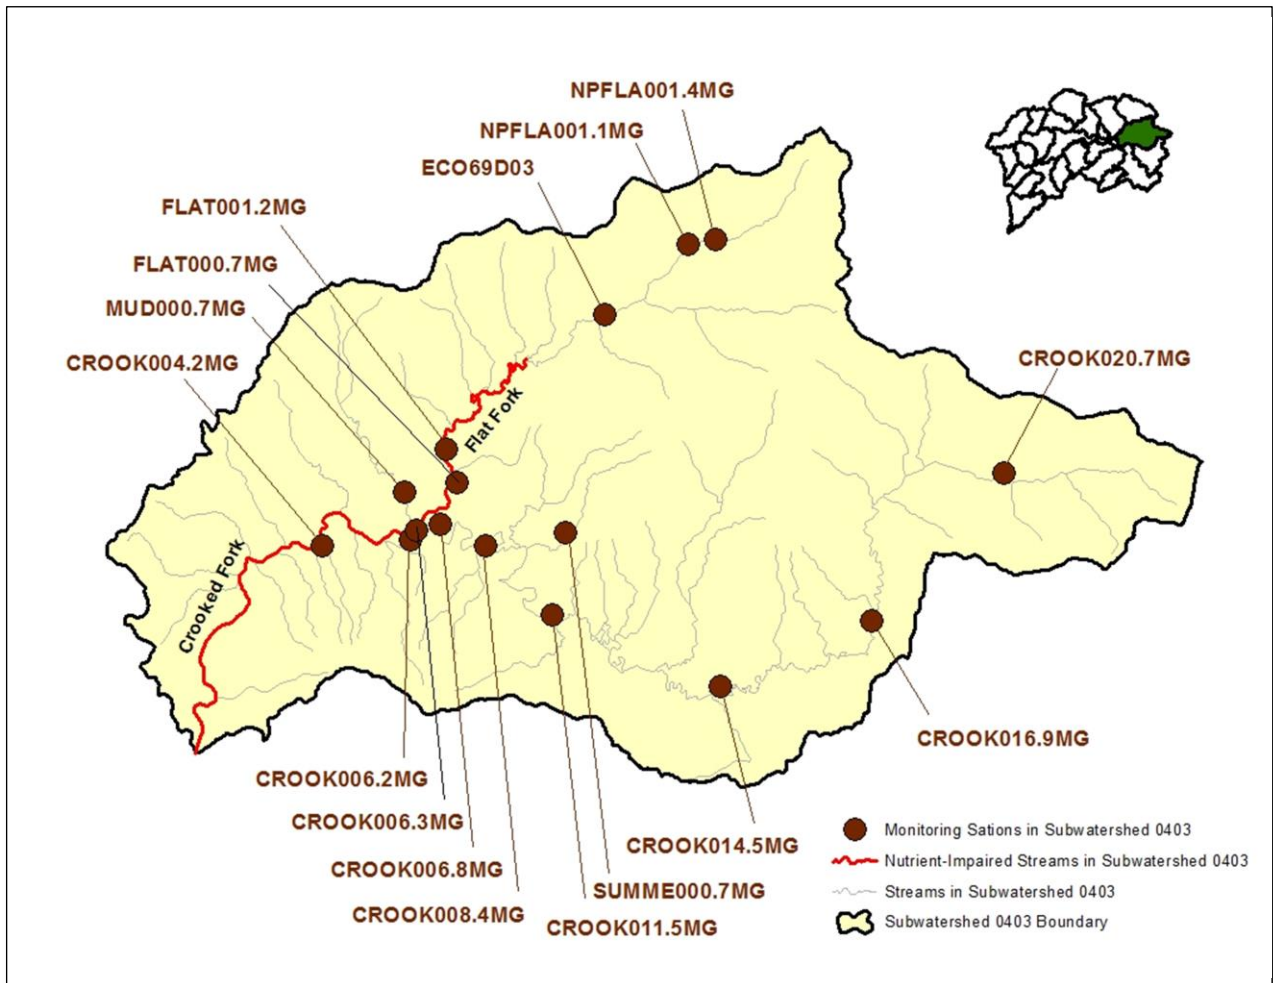 NPFLA001.4MG
NPFLA001.1MG
ECO69D03
FLAT001.2MG
FLAT000.7MG
MUD000.7MG
CROOK004.2MG
CROOK020.7MG
Flat Fork
Crooked Fork
CROOK016.9MG
CROOK006.2MG
CROOK006.3MG
CROOK014.5MG
CROOK006.8MG
SUMME000.7MG
CROOK008.4MG
CROOK011.5MG
Monitoring Sations in Subwatershed 0403
Nutrient-Impaired Streams in Subwatershed 0403
Streams in Subwatershed 0403
Subwatershed 0403 Boundary